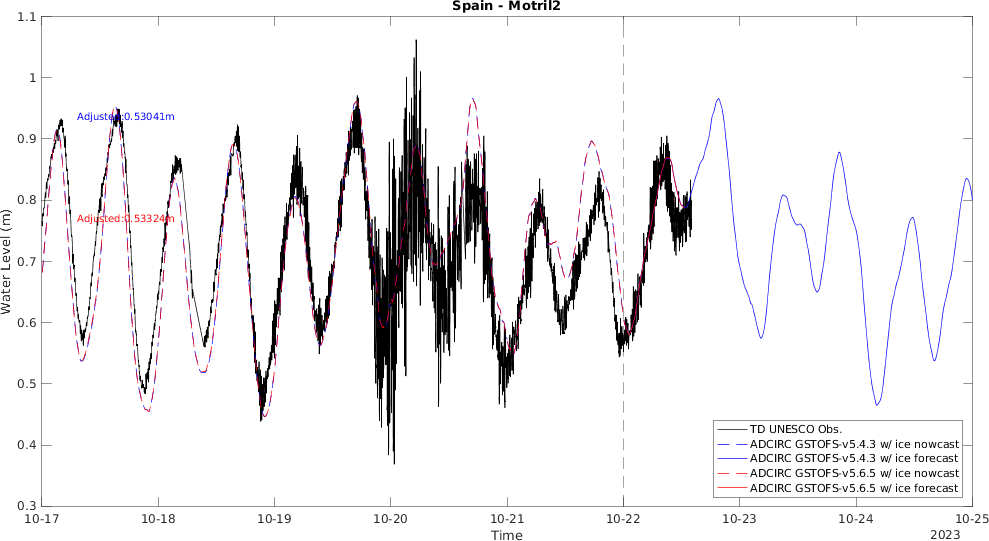 Spain - Motril2
1.1
1
0.9
0.8
0.7
0.6
0.5
0.4
0.3
Water Level (m)
Adjusted:0.53041m
Adjusted:0.53324m
TD UNESCO Obs.
ADCIRC GSTOFS-v5.4.3 w/ ice nowcast
ADCIRC GSTOFS-v5.4.3 w/ ice forecast
ADCIRC GSTOFS-v5.6.5 w/ ice nowcast
ADCIRC GSTOFS-v5.6.5 w/ ice forecast
10-17 10-18 10-19 10-20 10-21 10-22 10-23 10-24 10-25
Time
2023